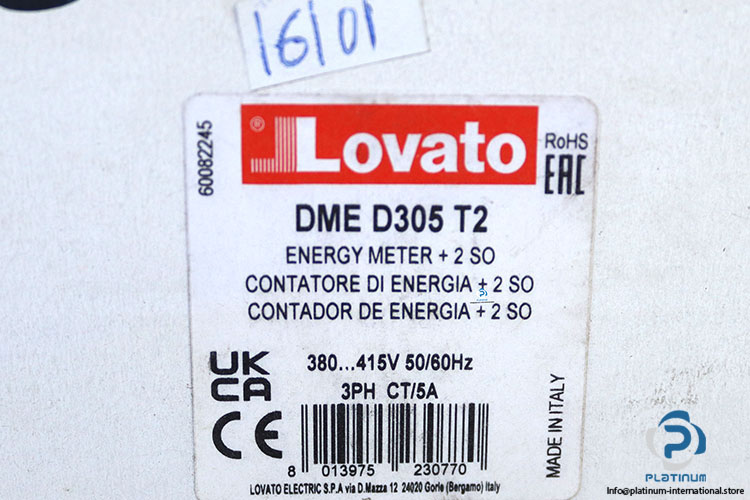 16/01
60082245
® Lovato
RoHS
EAC
DME D305 T2
ENERGY METER + 2 SO
CONTATORE DI ENERGIA + 2 SO
CONTADOR DE ENERGIA + 2 SO
UK
CA
380...415V 50/60Hz
3PH CT/5A
CE
MADE IN ITALY
8 013975 230770
LOVATO ELECTRIC S.P.A via D.Mazza 12 24020 Gorle (Bergamo) Italy
PLATINUM
Info@platinum-international.store